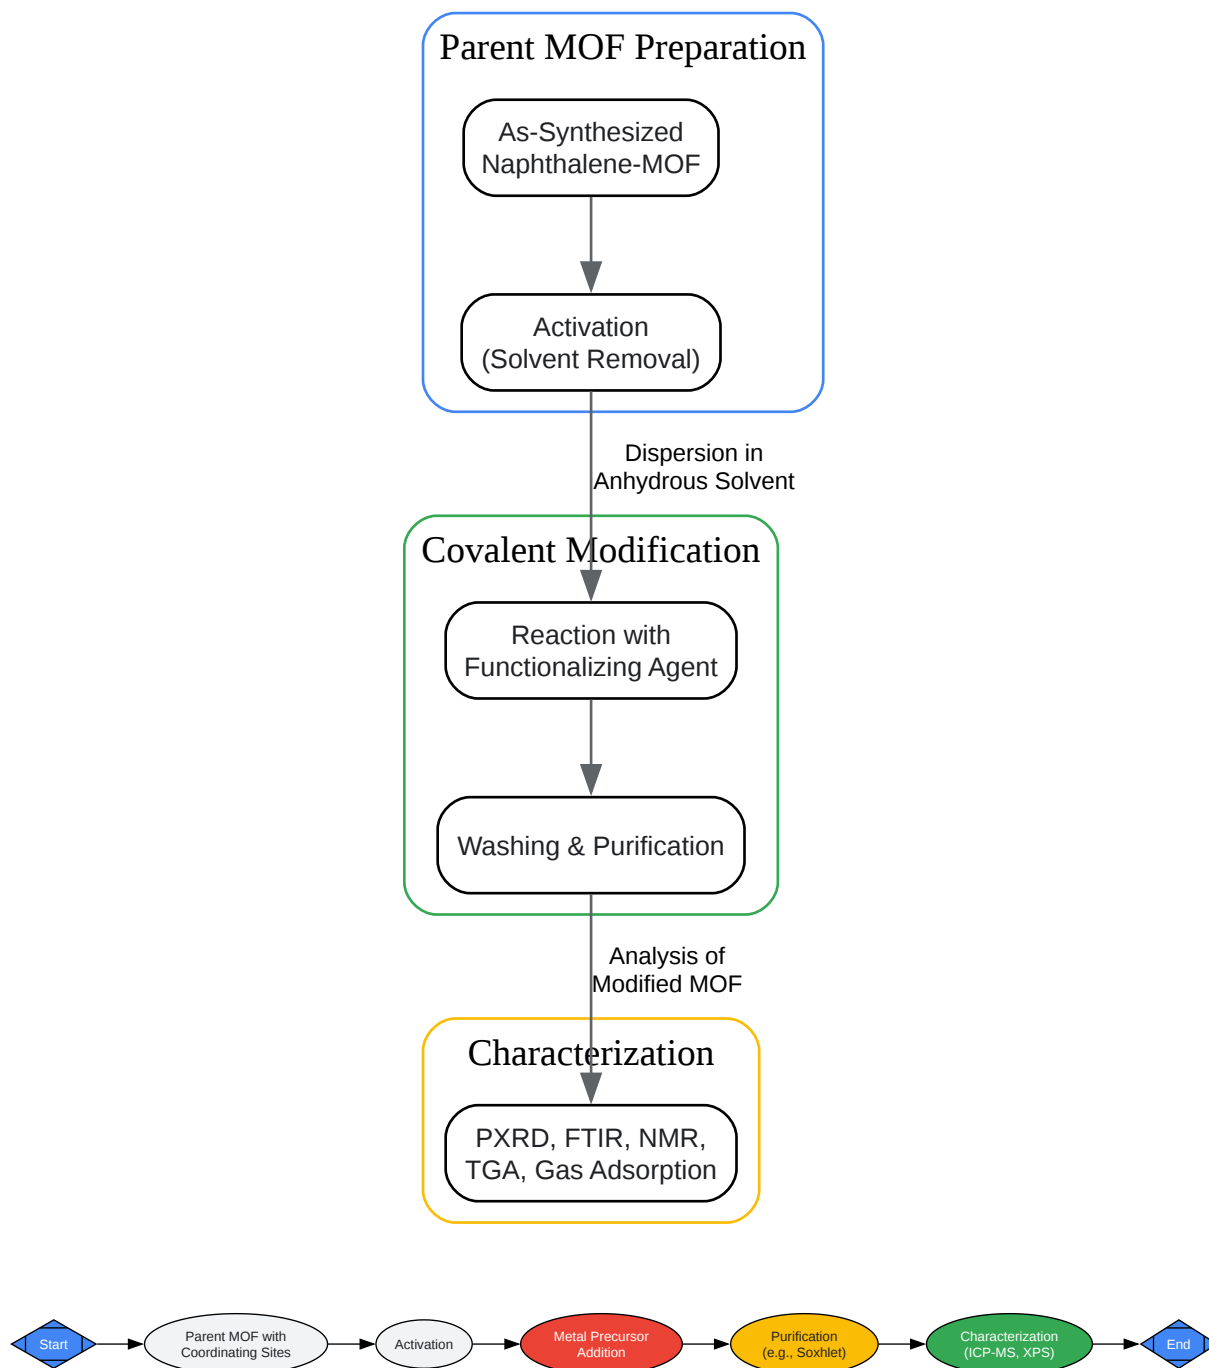 Parent MOF Preparation
As-Synthesized
Naphthalene-MOF
Activation
(Solvent Removal)
Dispersion in
Anhydrous Solvent
Covalent Modification
Reaction with
Functionalizing Agent
Washing & Purification
Analysis of
Modified MOF
Characterization
PXRD, FTIR, NMR,
TGA, Gas Adsorption
Start
Parent MOF with
Coordinating Sites
Activation
Metal Precursor
Addition
Purification
(e.g., Soxhlet)
Characterization
(ICP-MS, XPS)
End